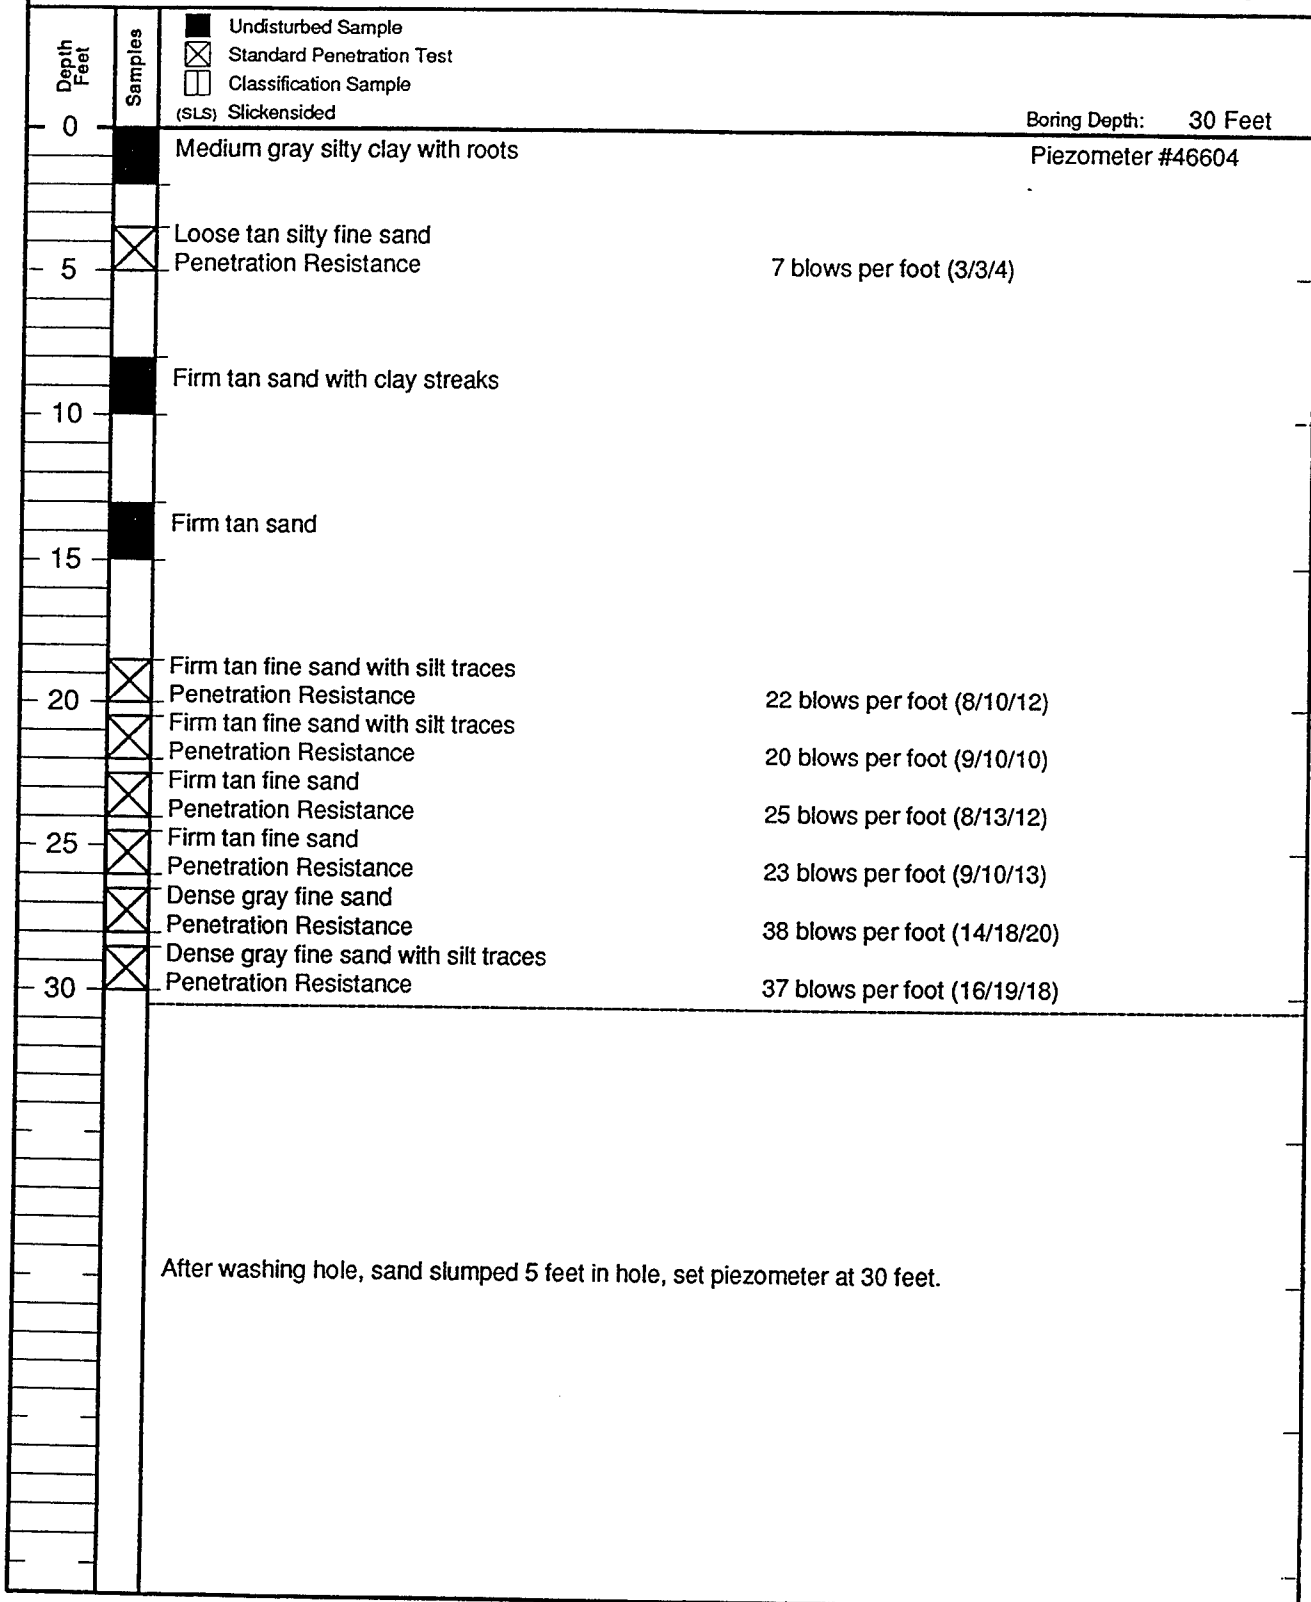 Depth Feet
Samples
Undisturbed Sample
Standard Penetration Test
Classification Sample
(SLS) Slickensided
Boring Depth: 30 Feet
0
Medium gray silty clay with roots
Piezometer #46604
Loose tan silty fine sand
5
Penetration Resistance 7 blows per foot (3/3/4)
Firm tan sand with clay streaks
10
Firm tan sand
15
Firm tan fine sand with silt traces
20
Penetration Resistance 22 blows per foot (8/10/12)
Firm tan fine sand with silt traces
Penetration Resistance 20 blows per foot (9/10/10)
Firm tan fine sand
Penetration Resistance 25 blows per foot (8/13/12)
25
Firm tan fine sand
Penetration Resistance 23 blows per foot (9/10/13)
Dense gray fine sand
Penetration Resistance 38 blows per foot (14/18/20)
Dense gray fine sand with silt traces
30
Penetration Resistance 37 blows per foot (16/19/18)
After washing hole, sand slumped 5 feet in hole, set piezometer at 30 feet.